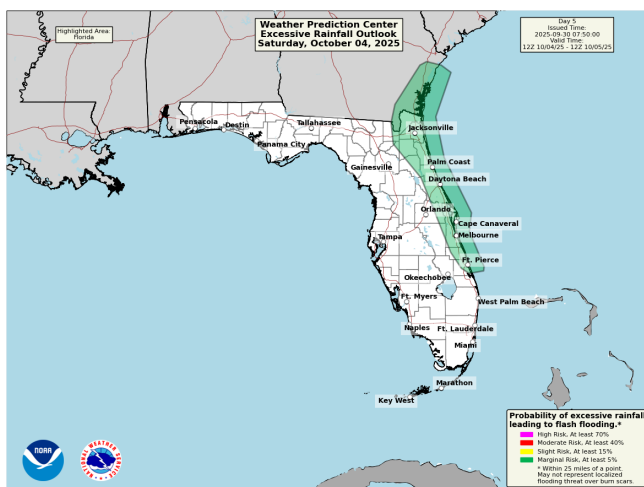 Highlighted Area:
Florida
Weather Prediction Center
Excessive Rainfall Outlook
Saturday, October 04, 2025
Day 5
Issued Time:
2025-09-30 07:50:00
Valid Time:
12Z 10/04/25 - 12Z 10/05/25
Pensacola
Destin
Tallahassee
Jacksonville
Panama City
Gainesville
Palm Coast
Daytona Beach
Orlando
Cape Canaveral
Melbourne
Tampa
Ft. Pierce
Okeechobee
Ft. Myers
West Palm Beach
Naples
Ft. Lauderdale
Miami
Marathon
Key West
Probability of excessive rainfall
leading to flash flooding.*
High Risk, At least 70%
Moderate Risk, At least 40%
Slight Risk, At least 15%
Marginal Risk, At least 5%
* Within 25 miles of a point.
May not represent localized
flooding threat over burn scars.
NOAA
NATIONAL WEATHER SERVICE